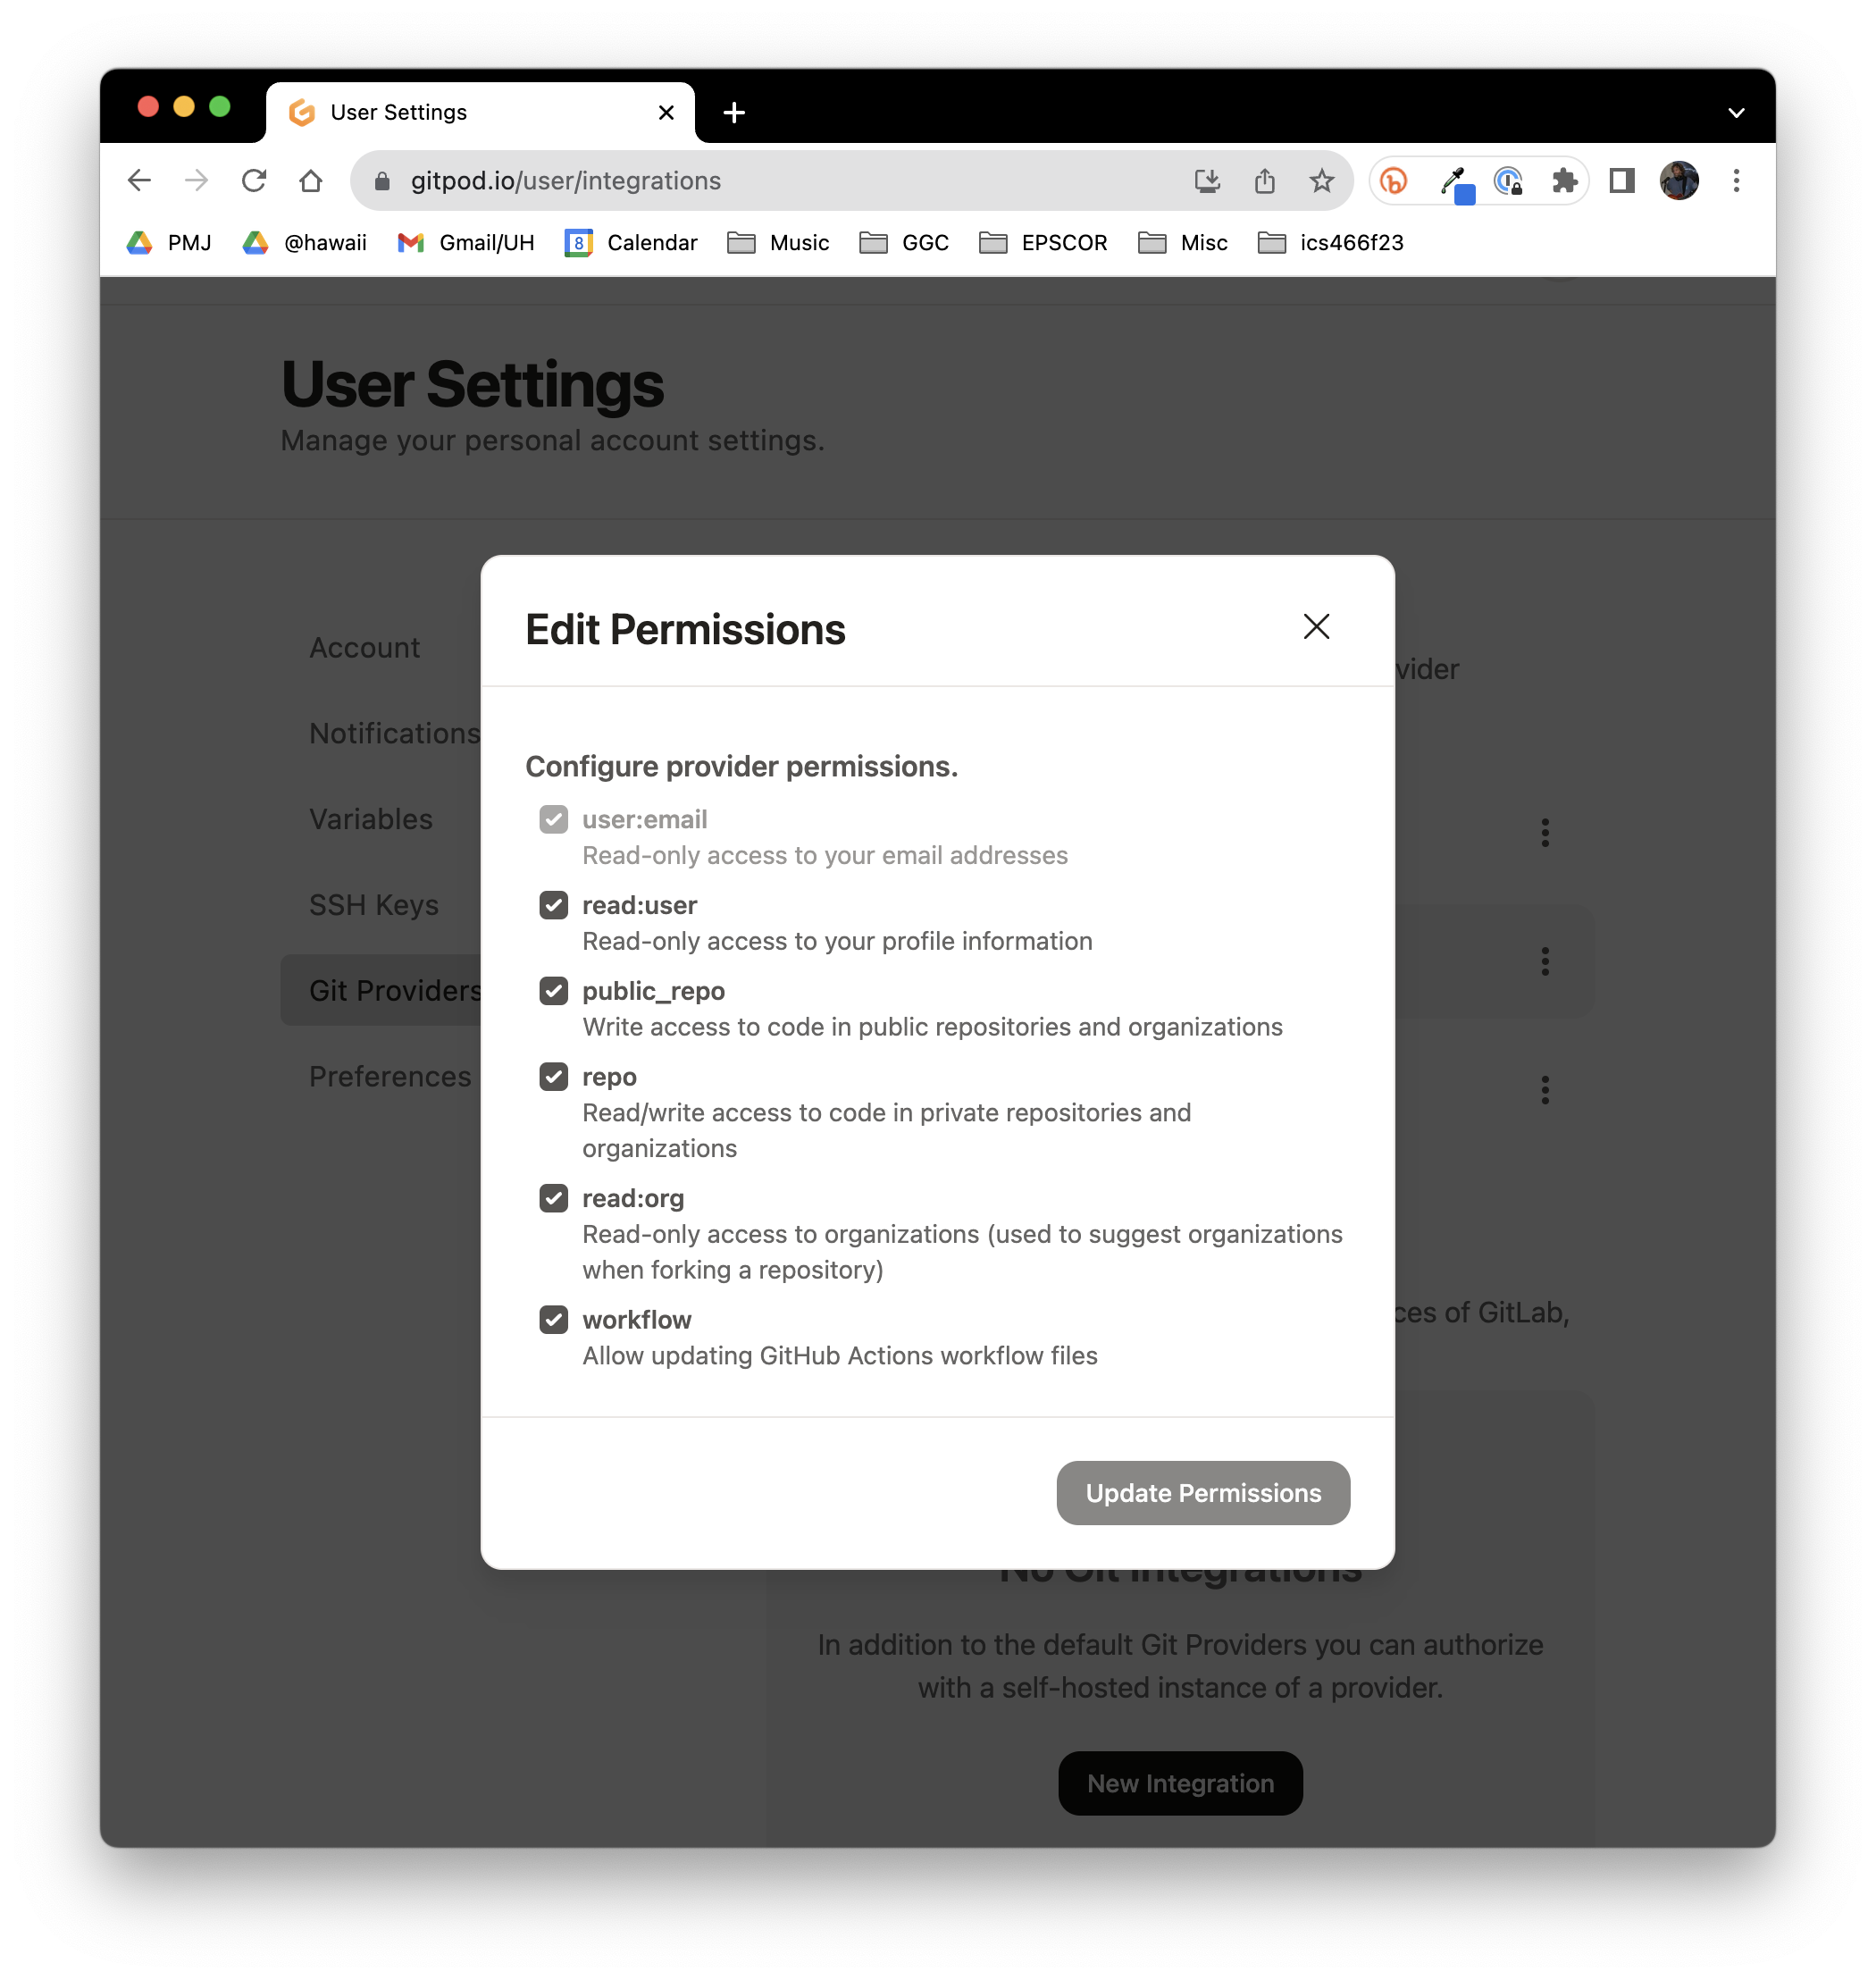 User Settings
gitpod.io/user/integrations
PMJ @hawaii Gmail/UH 8 Calendar Music GGC EPSCOR Misc ics466f23
User Settings
Manage your personal account settings.
Edit Permissions
Account
vider
Notifications
Configure provider permissions.
Variables
user:email
Read-only access to your email addresses
SSH Keys
read:user
Read-only access to your profile information
Git Providers
public_repo
Write access to code in public repositories and organizations
Preferences
repo
Read/write access to code in private repositories and
organizations
read:org
Read-only access to organizations (used to suggest organizations
when forking a repository)
ces of GitLab,
workflow
Allow updating GitHub Actions workflow files
Update Permissions
No Git Integrations
In addition to the default Git Providers you can authorize
with a self-hosted instance of a provider.
New Integration